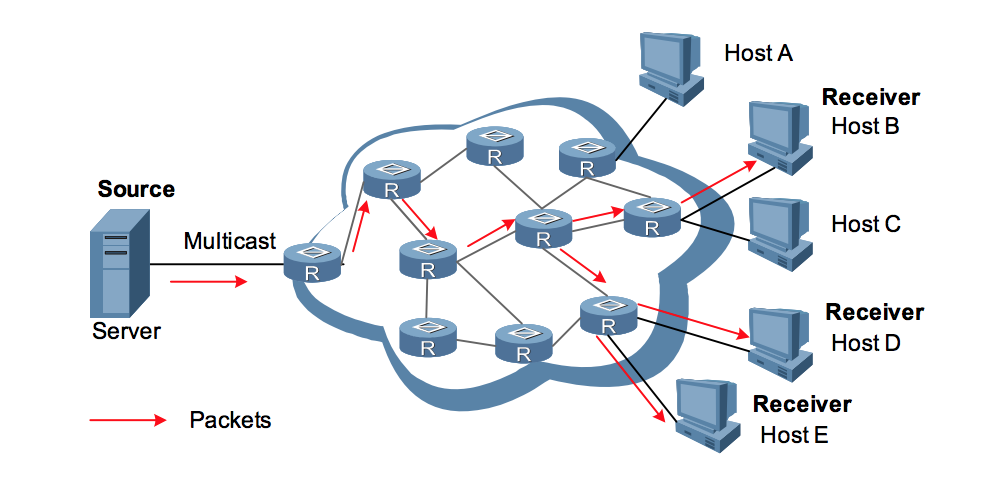 Host A
Receiver
Host B
Source
R
R
R
R
Host C
Multicast
R
R
R
Server
R
R
R
Receiver
Host D
Receiver
Host E
Packets